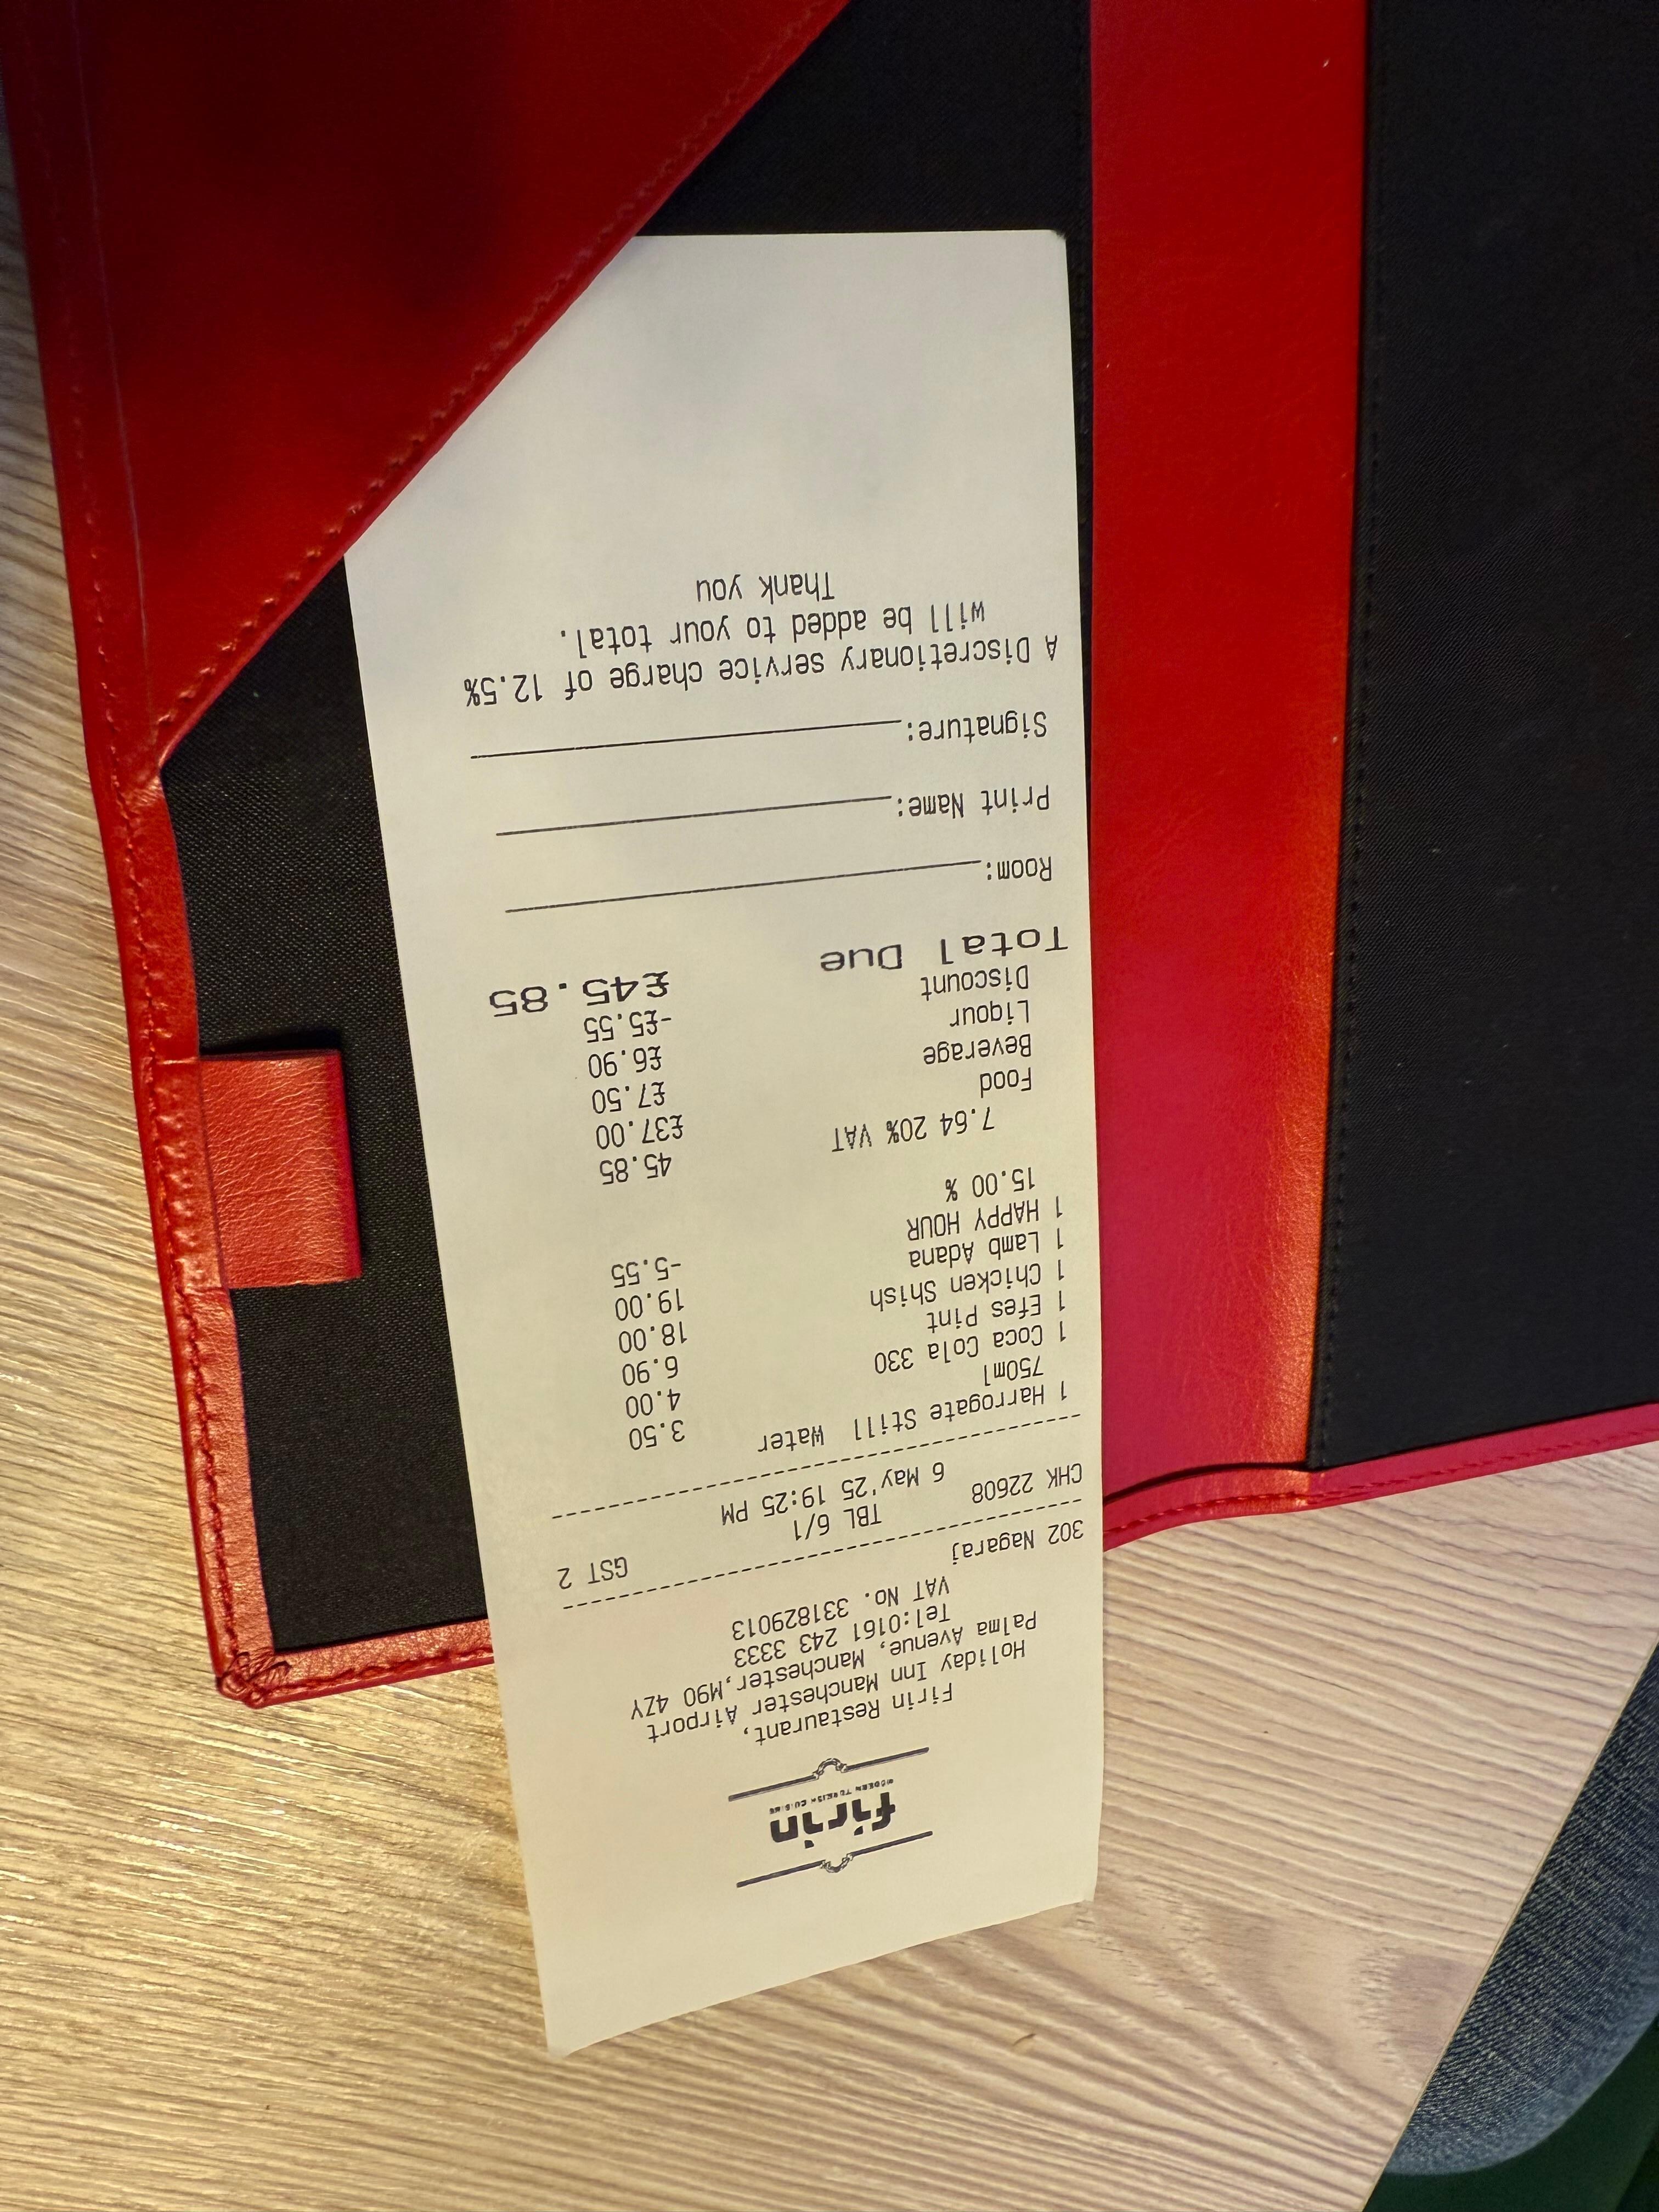 firin
MODERN TURKISH CUISINE
Firin Restaurant,
Holiday Inn Manchester Airport
Palma Avenue, Manchester,M90 4ZY
Tel:0161 243 3333
VAT No. 331829013
302 Nagaraj
CHK 22608 TBL 6/1 GST 2
6 May'25 19:25 PM
1 Harrogate Still Water 3.50
750ml
1 Coca Cola 330 4.00
1 Efes Pint 6.90
1 Chicken Shish 18.00
1 Lamb Adana 19.00
1 HAPPY HOUR -5.55
15.00 %
7.64 20% VAT 45.85
Food £37.00
Beverage £7.50
Liqour £6.90
Discount -£5.55
Total Due £45.85
Room:
Print Name:
Signature:
A Discretionary service charge of 12.5%
will be added to your total.
Thank you